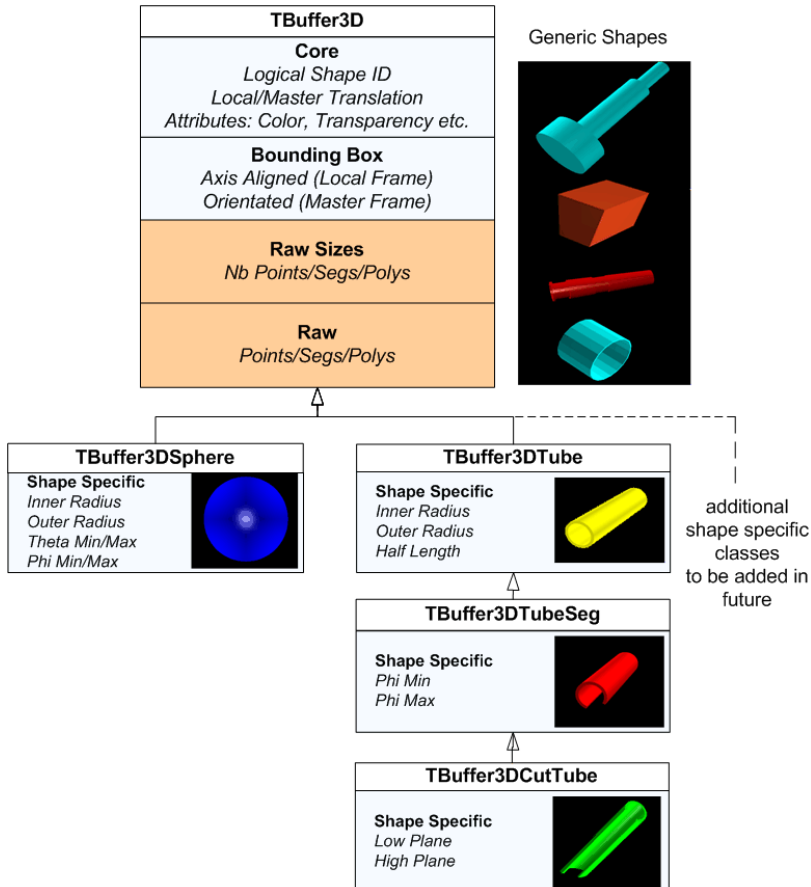 TBuffer3D
Core
Logical Shape ID
Local/Master Translation
Attributes: Color, Transparency etc.
Bounding Box
Axis Aligned (Local Frame)
Orientated (Master Frame)
Raw Sizes
Nb Points/Segs/Polys
Raw
Points/Segs/Polys
Generic Shapes
TBuffer3DSphere
Shape Specific
Inner Radius
Outer Radius
Theta Min/Max
Phi Min/Max
TBuffer3DTube
Shape Specific
Inner Radius
Outer Radius
Half Length
additional
shape specific
classes
to be added in
future
TBuffer3DTubeSeg
Shape Specific
Phi Min
Phi Max
TBuffer3DCutTube
Shape Specific
Low Plane
High Plane